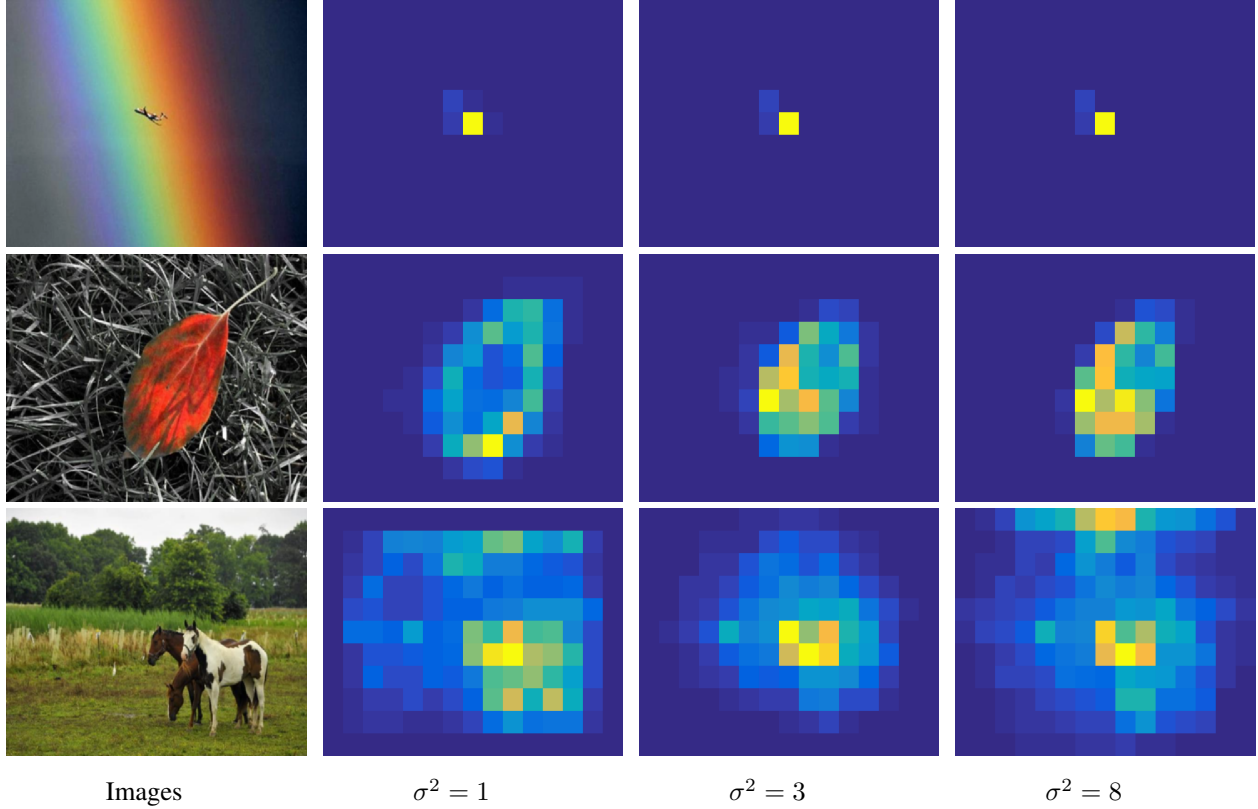 Images σ² = 1 σ² = 3 σ² = 8